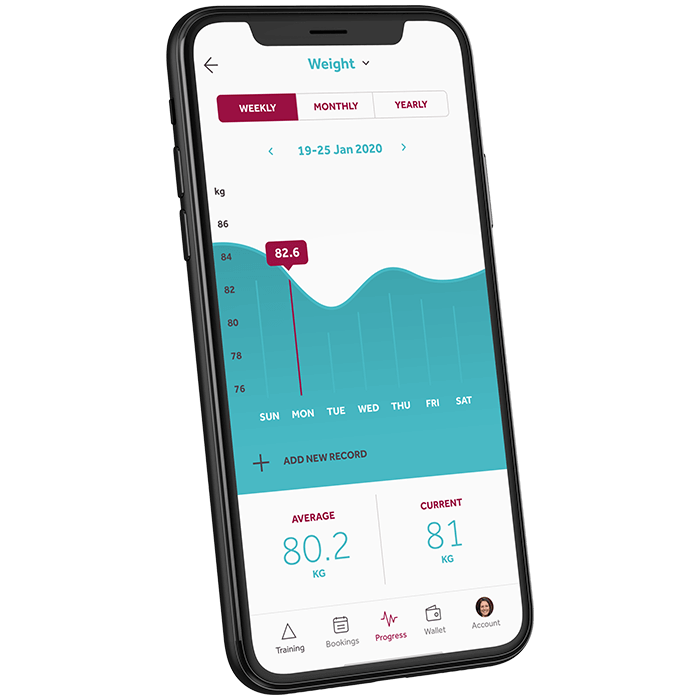 Weight
WEEKLY MONTHLY YEARLY
19-25 Jan 2020
kg
86
84
82.6
82
80
78
76
SUN MON TUE WED THU FRI SAT
ADD NEW RECORD
AVERAGE
80.2
KG
CURRENT
81
KG
Training Bookings Progress Wallet Account